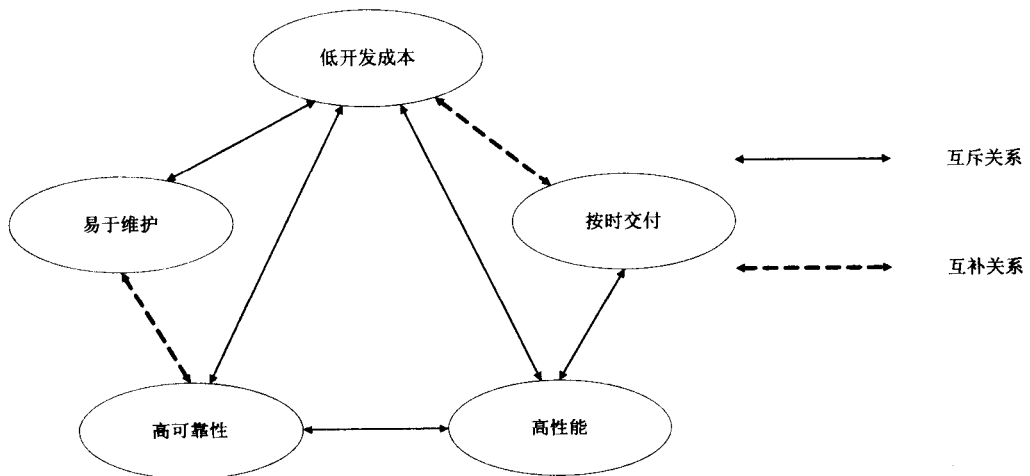 低开发成本
互斥关系
易于维护
按时交付
互补关系
高可靠性
高性能